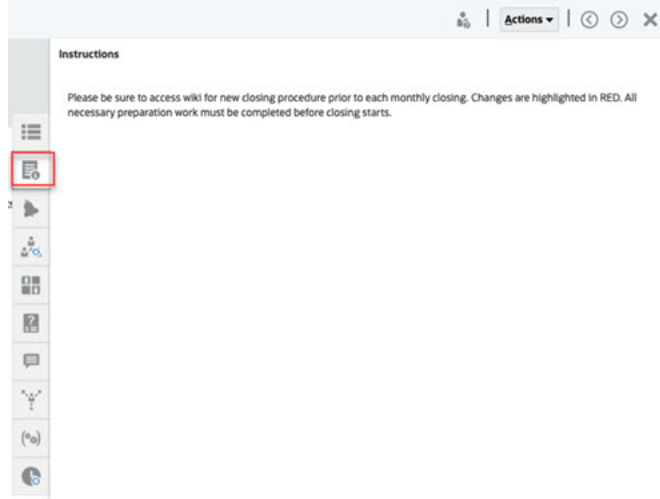 Actions
Instructions
Please be sure to access wiki for new closing procedure prior to each monthly closing. Changes are highlighted in RED. All
necessary preparation work must be completed before closing starts.